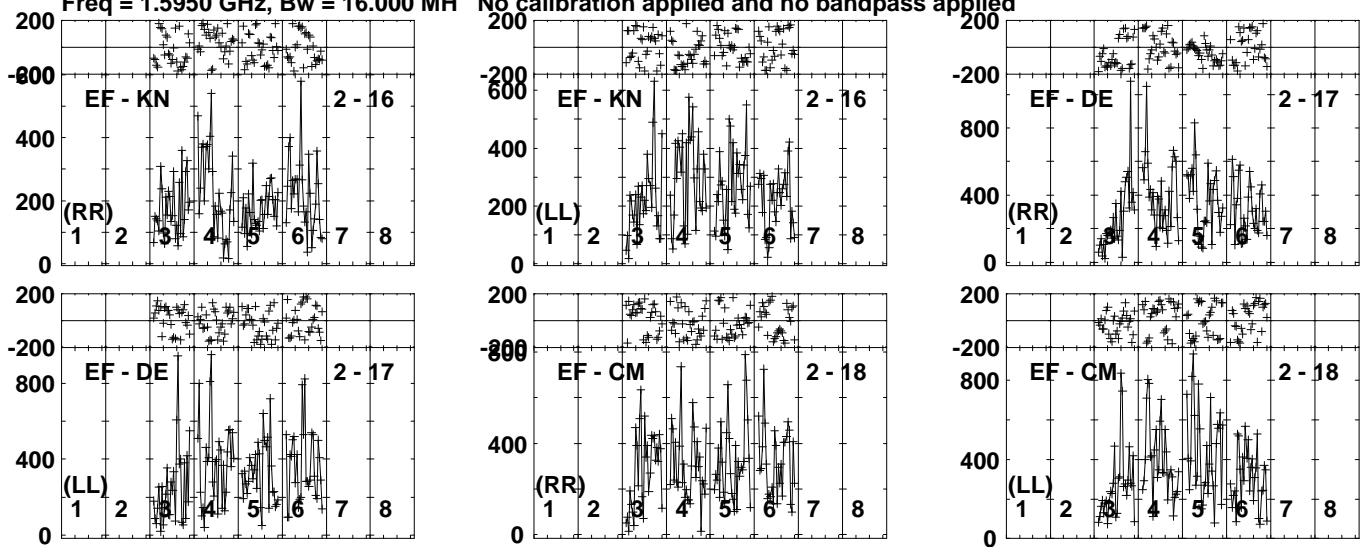 Freq = 1.5950 GHz, Bw = 16.000 MH No calibration applied and no bandpass applied
200
-200
600
400
200
0
EF - KN
2 - 16
(RR)
1 2 3 4 5 6 7 8
200
-200
600
400
200
0
EF - KN
2 - 16
(LL)
1 2 3 4 5 6 7 8
200
-200
800
400
0
EF - DE
2 - 17
(RR)
1 2 3 4 5 6 7 8
200
-200
800
400
0
EF - DE
2 - 17
(LL)
1 2 3 4 5 6 7 8
200
-200
800
400
0
EF - CM
2 - 18
(RR)
1 2 3 4 5 6 7 8
200
-200
800
400
0
EF - CM
2 - 18
(LL)
1 2 3 4 5 6 7 8